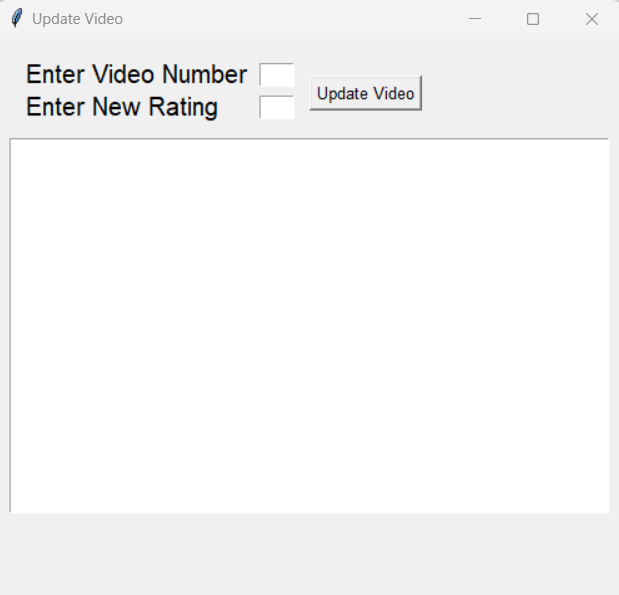 Update Video
Enter Video Number
Enter New Rating
Update Video